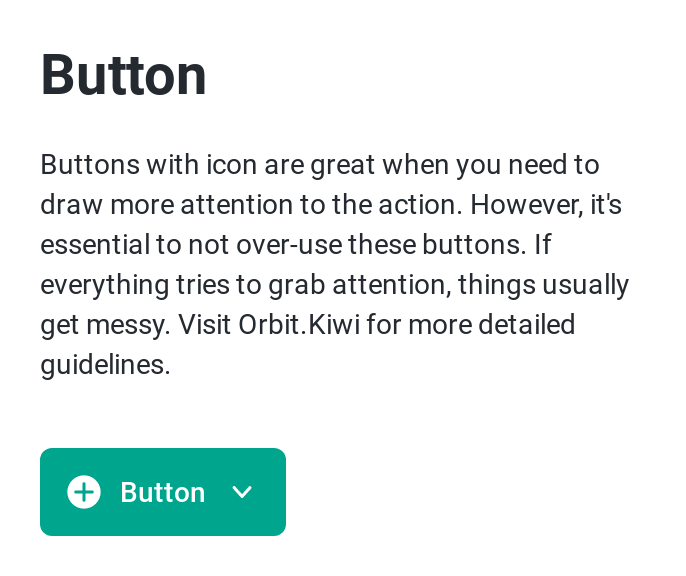 Button
Buttons with icon are great when you need to
draw more attention to the action. However, it's
essential to not over-use these buttons. If
everything tries to grab attention, things usually
get messy. Visit Orbit.Kiwi for more detailed
guidelines.
Button